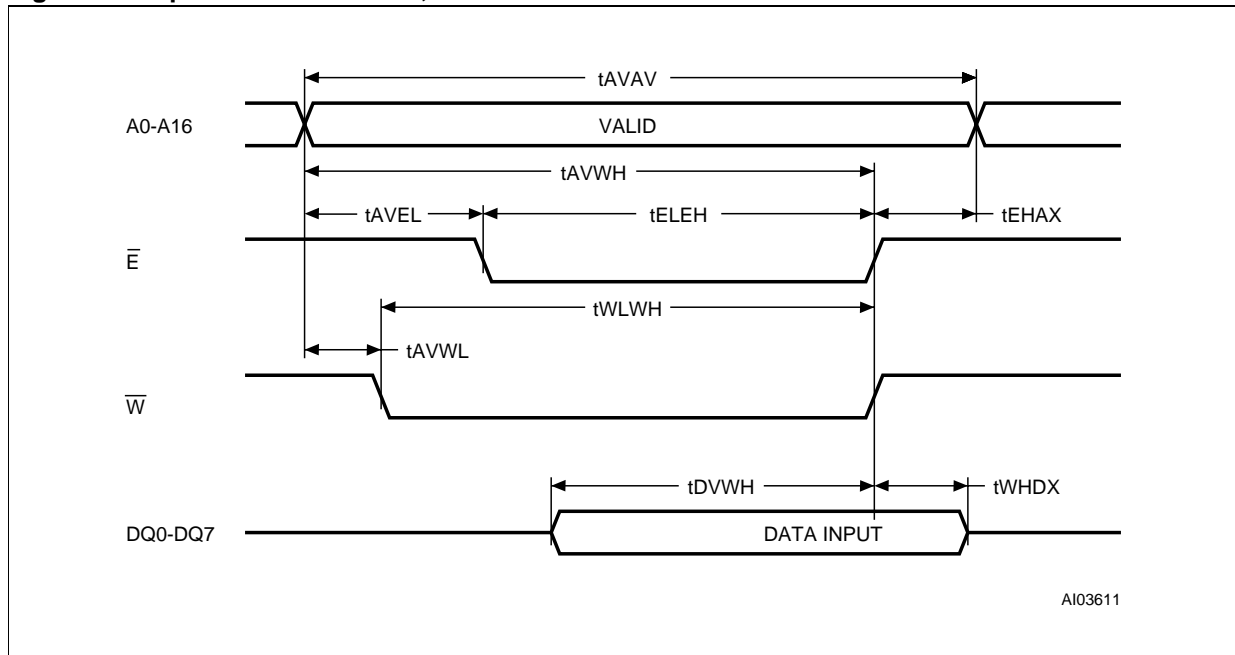 tAVAV
A0-A16
VALID
tAVWH
tAVEL
tELEH
tEHAX
E̅
tWLWH
tAVWL
W̅
tDVWH
tWHDX
DQ0-DQ7
DATA INPUT
AI03611